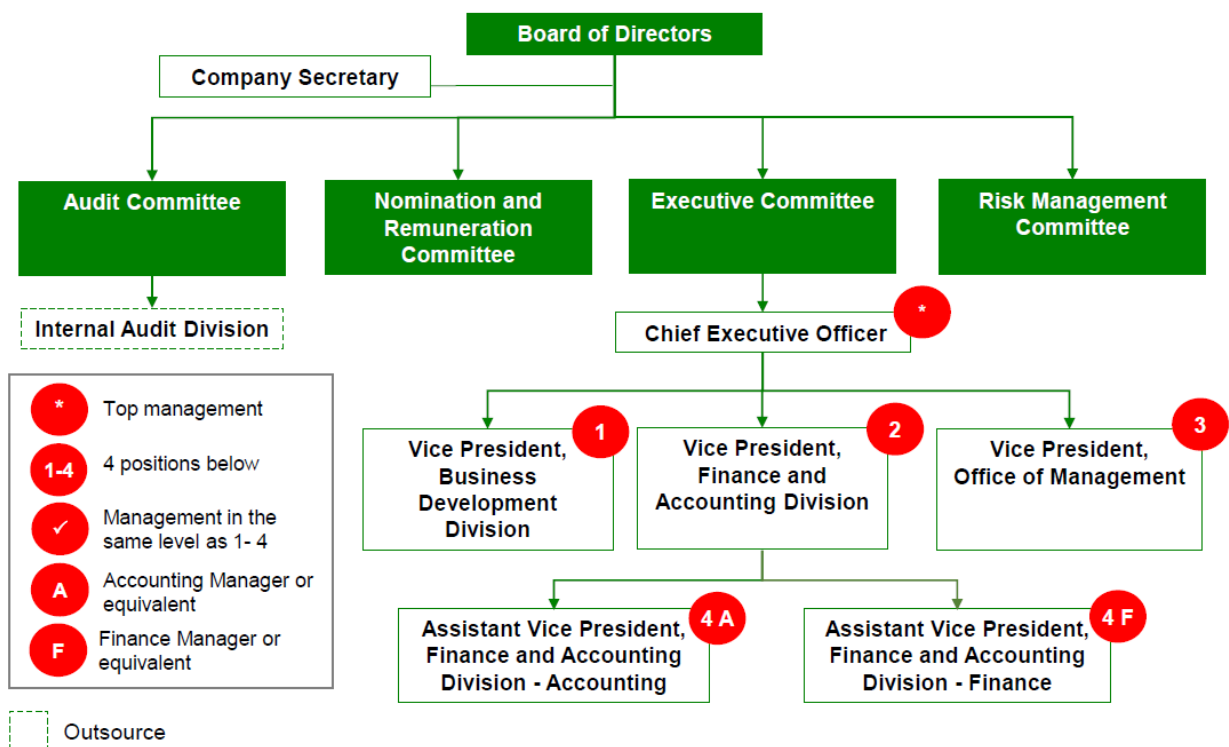 Board of Directors
Company Secretary
Audit Committee
Nomination and
Remuneration
Committee
Executive Committee
Risk Management
Committee
Internal Audit Division
Chief Executive Officer
*
*
Top management
1-4
4 positions below
✓
Management in the
same level as 1- 4
A
Accounting Manager or
equivalent
F
Finance Manager or
equivalent
Outsource
Vice President,
Business
Development
Division
1
Vice President,
Finance and
Accounting Division
2
Vice President,
Office of Management
3
Assistant Vice President,
Finance and Accounting
Division - Accounting
4 A
Assistant Vice President,
Finance and Accounting
Division - Finance
4 F